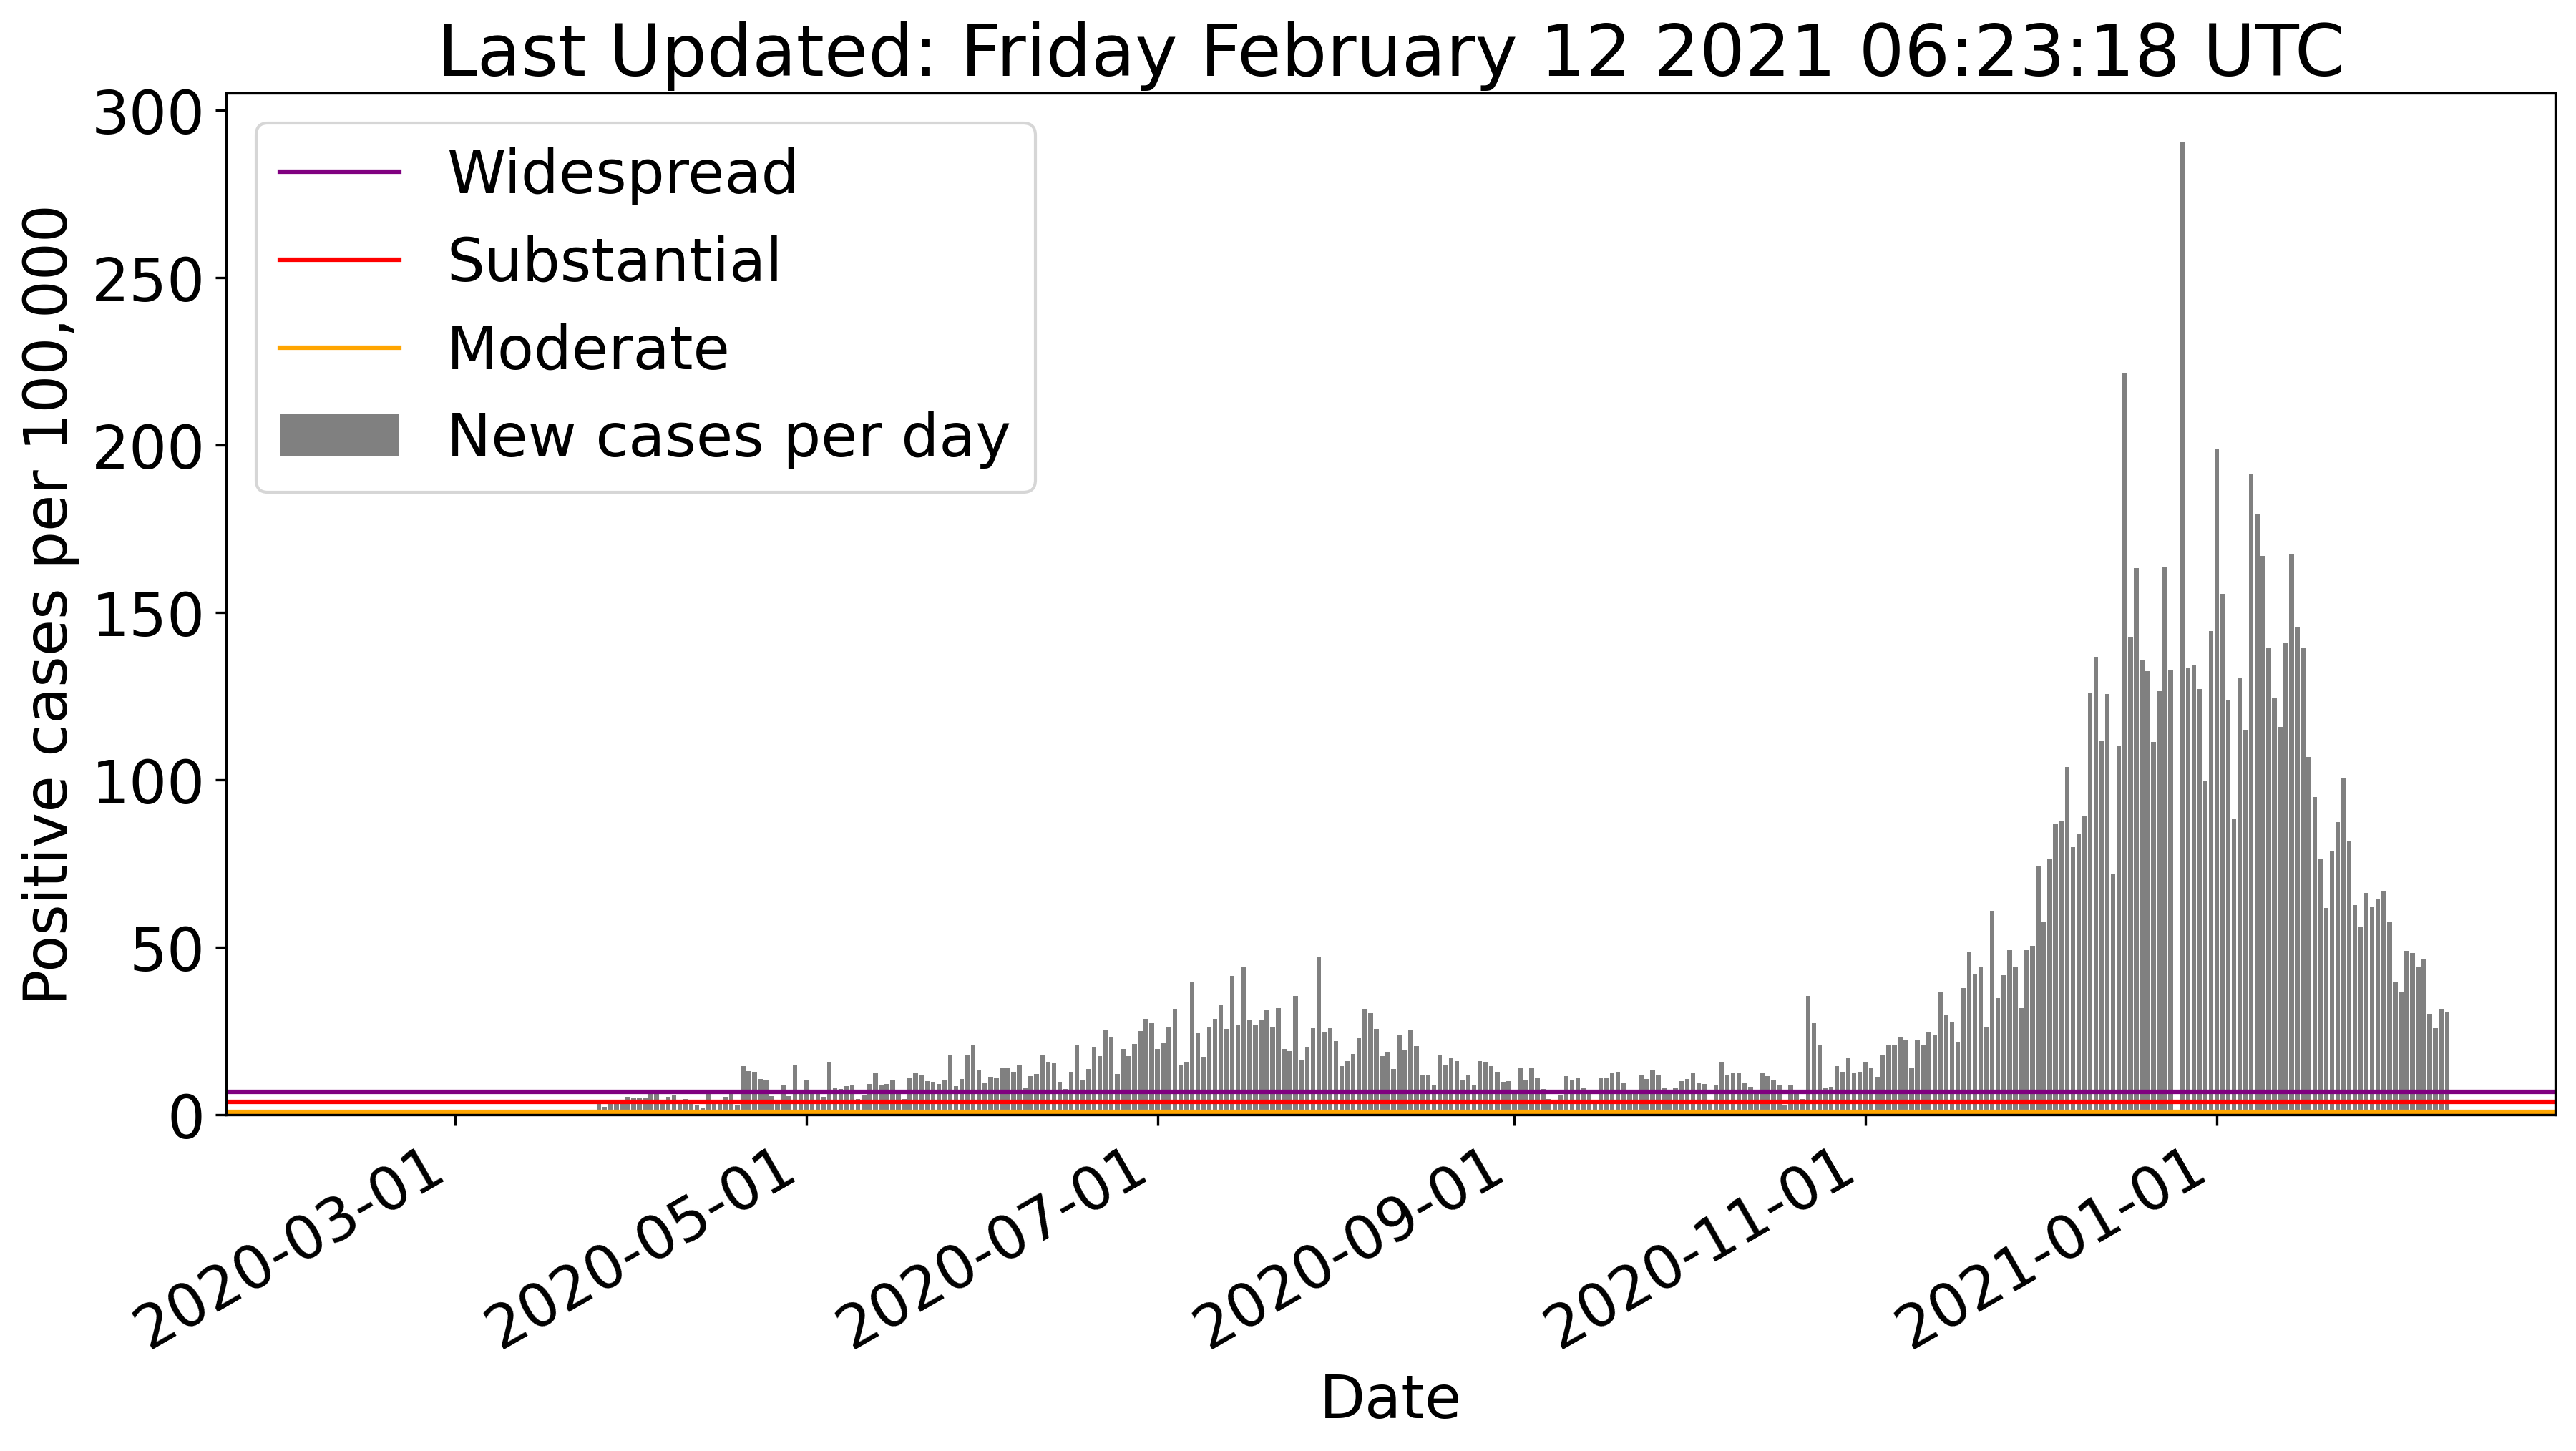 Last Updated: Friday February 12 2021 06:23:18 UTC
Positive cases per 100,000
300
250
200
150
100
50
0
Widespread
Substantial
Moderate
New cases per day
2020-03-01
2020-05-01
2020-07-01
2020-09-01
2020-11-01
2021-01-01
Date